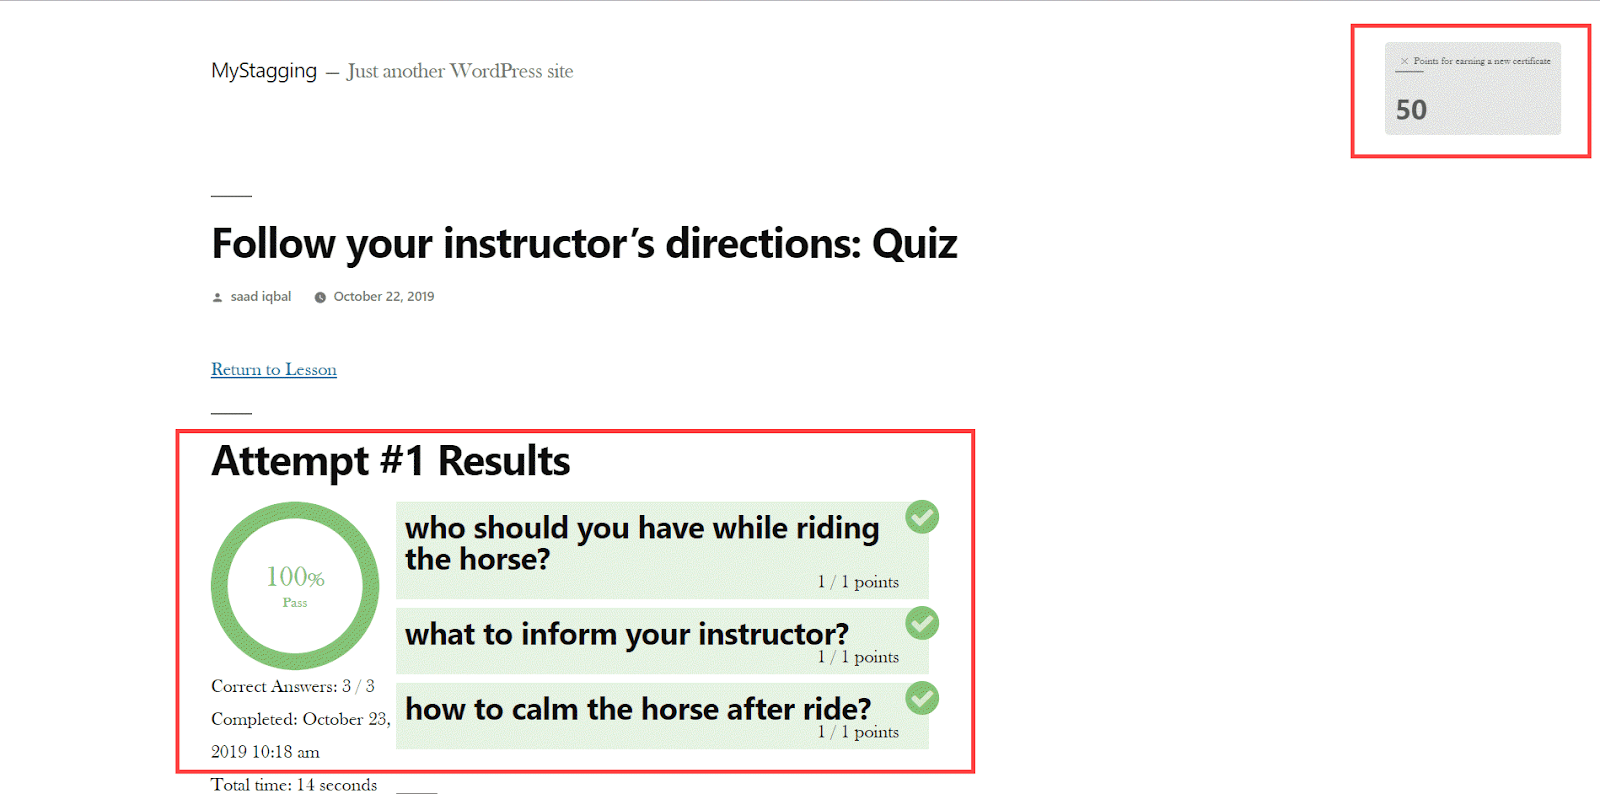 MyStagging — Just another WordPress site
× Points for earning a new certificate
50
Follow your instructor’s directions: Quiz
saad iqbal October 22, 2019
Return to Lesson
Attempt #1 Results
100%
Pass
Correct Answers: 3 / 3
Completed: October 23,
2019 10:18 am
Total time: 14 seconds
who should you have while riding
the horse?
1 / 1 points
what to inform your instructor?
1 / 1 points
how to calm the horse after ride?
1 / 1 points